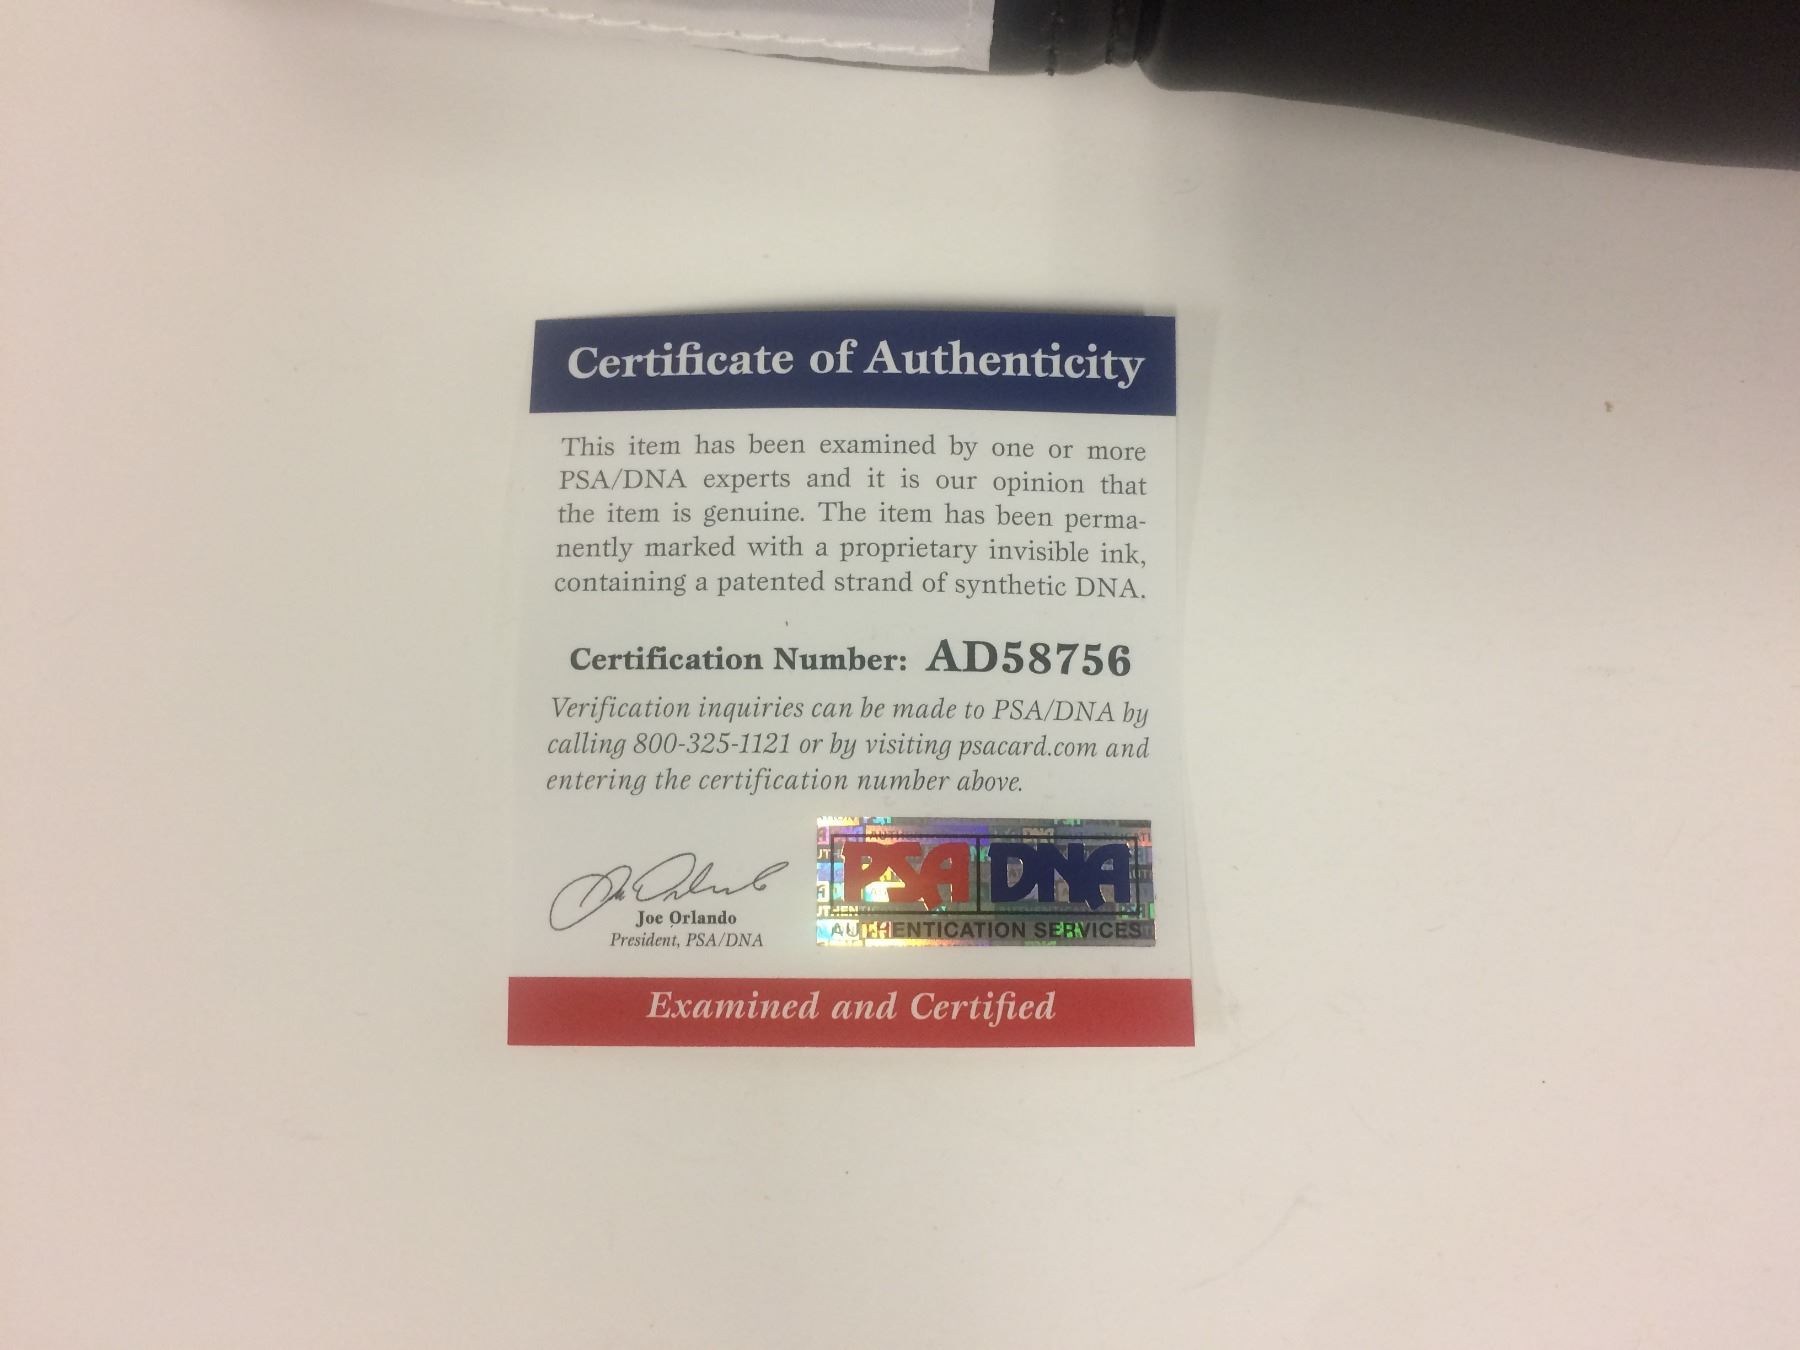 Certificate of Authenticity
This item has been examined by one or more
PSA/DNA experts and it is our opinion that
the item is genuine. The item has been perma-
nently marked with a proprietary invisible ink,
containing a patented strand of synthetic DNA.
Certification Number: AD58756
Verification inquiries can be made to PSA/DNA by
calling 800-325-1121 or by visiting psacard.com and
entering the certification number above.
Joe Orlando
President, PSA/DNA
PSA DNA
AUTHENTICATION SERVICES
Examined and Certified